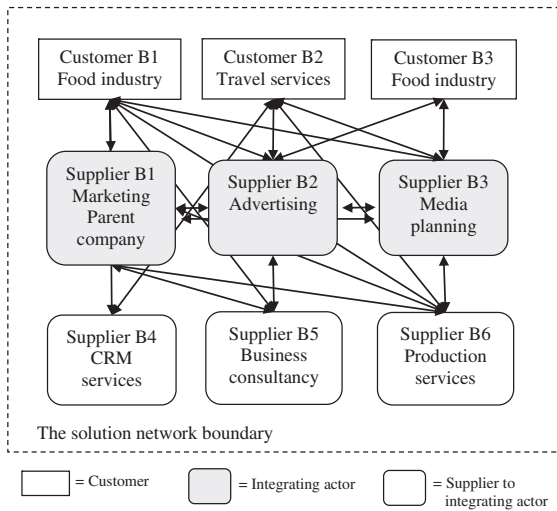 Customer B1
Food industry
Customer B2
Travel services
Customer B3
Food industry
Supplier B1
Marketing
Parent
company
Supplier B2
Advertising
Supplier B3
Media
planning
Supplier B4
CRM
services
Supplier B5
Business
consultancy
Supplier B6
Production
services
The solution network boundary
= Customer
= Integrating actor
= Supplier to
integrating actor